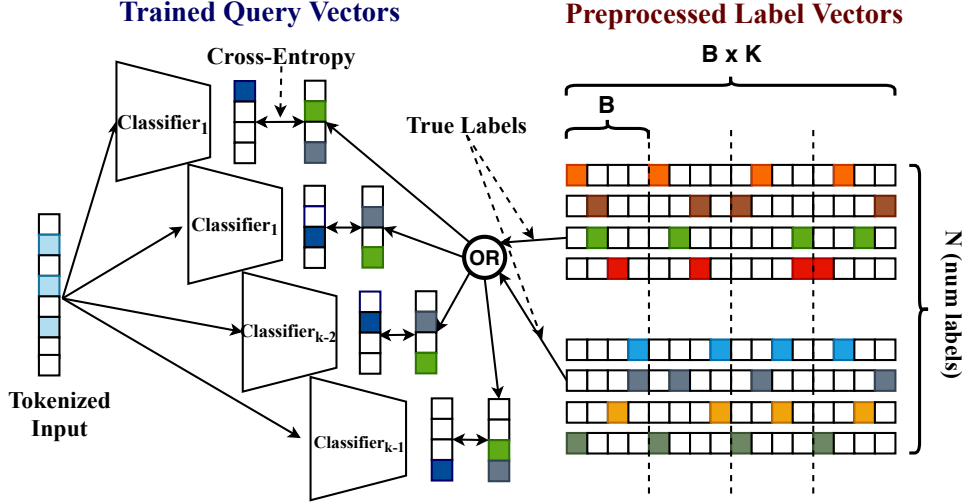 Trained Query Vectors
Preprocessed Label Vectors
Cross-Entropy
B x K
B
True Labels
Classifier1
Classifier1
OR
N (num labels)
Classifierk-2
Tokenized
Input
Classifierk-1